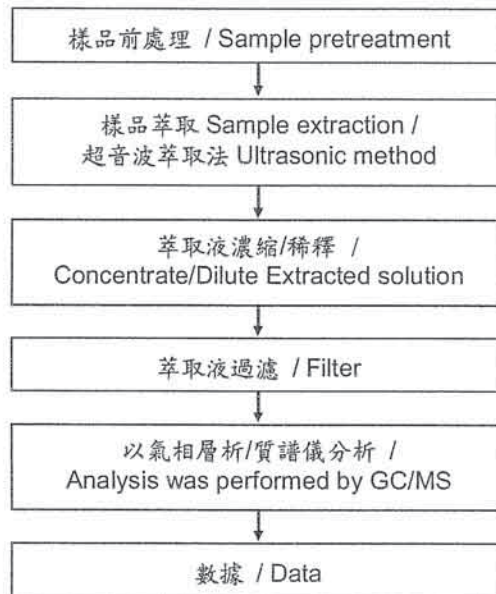 樣品前處理 / Sample pretreatment
樣品萃取 Sample extraction /
超音波萃取法 Ultrasonic method
萃取液濃縮/稀釋 /
Concentrate/Dilute Extracted solution
萃取液過濾 / Filter
以氣相層析/質譜儀分析 /
Analysis was performed by GC/MS
數據 / Data